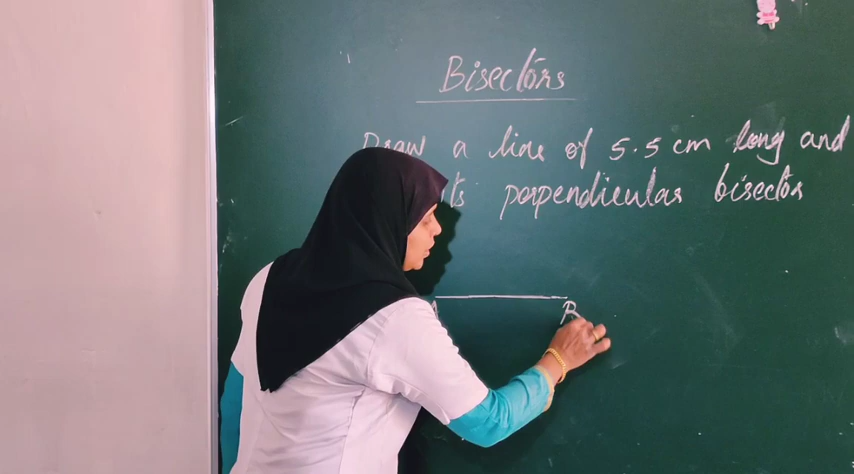 Bisectors
Draw a line of 5.5 cm long and
its perpendicular bisector
B